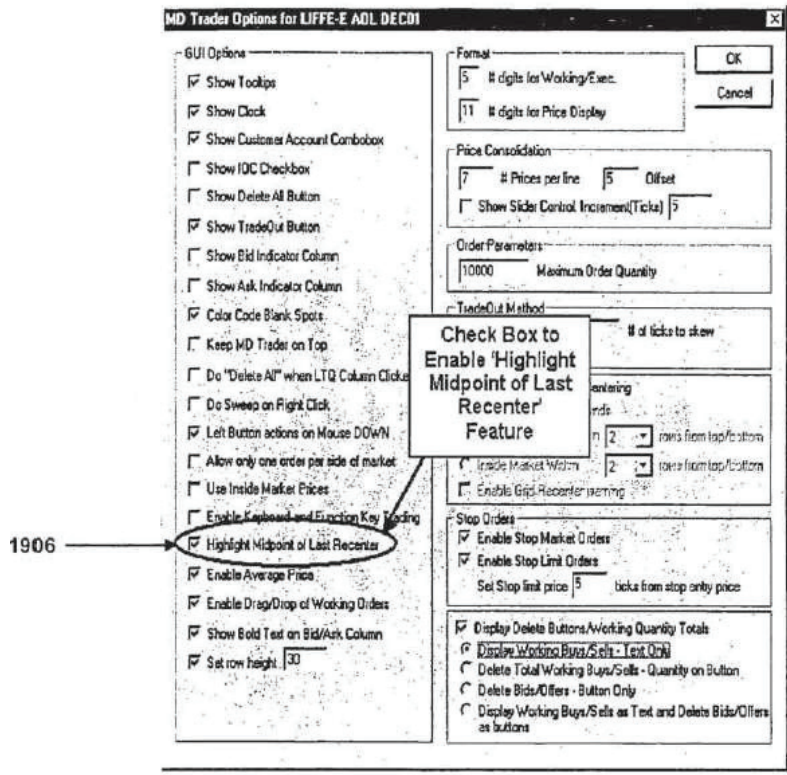 MD Trader Options for LIFFE-E AOL DEC01
GUI Options
Show Tooltips
Show Clock
Show Customer Account Combobox
Show IOC Checkbox
Show Delete All Button
Show TradeOut Button
Show Bid Indicator Column
Show Ask Indicator Column
Color Code Blank Spots
Keep MD Trader on Top
Do "Delete All" when LTQ Column Clicke
Do Sweep on Right Click
Left Button actions on Mouse DOWN
Allow only one order per side of market
Use Inside Market Prices
Enable Keyboard and Function Key Trading
1906
Highlight Midpoint of Last Recenter
Enable Average Price
Enable Drag/Drop of Working Orders
Show Bold Text on Bid/Ask Column
Set row height 30
Format
5 # digits for Working/Exec.
11 # digits for Price Display
OK
Cancel
Price Consolidation
7 # Prices per line 5 Offset
Show Slider Control. Increment(Ticks) 5
Order Parameters
10000 Maximum Order Quantity
TradeOut Method
# of ticks to skew
Check Box to
Enable 'Highlight
Midpoint of Last
Recenter'
Feature
entering
nds
2 rows from top/bottom
Inside Market Width 2 rows from top/bottom
Enable Grid Recenter warning
Stop Orders
Enable Stop Market Orders
Enable Stop Limit Orders
Set Stop limit price 5 ticks from stop entry price
Display Delete Buttons/Working Quantity Totals
Display Working Buys/Sells - Text Only
Delete Total Working Buys/Sells - Quantity on Button
Delete Bids/Offers - Button Only
Display Working Buys/Sells as Text and Delete Bids/Offers
as buttons